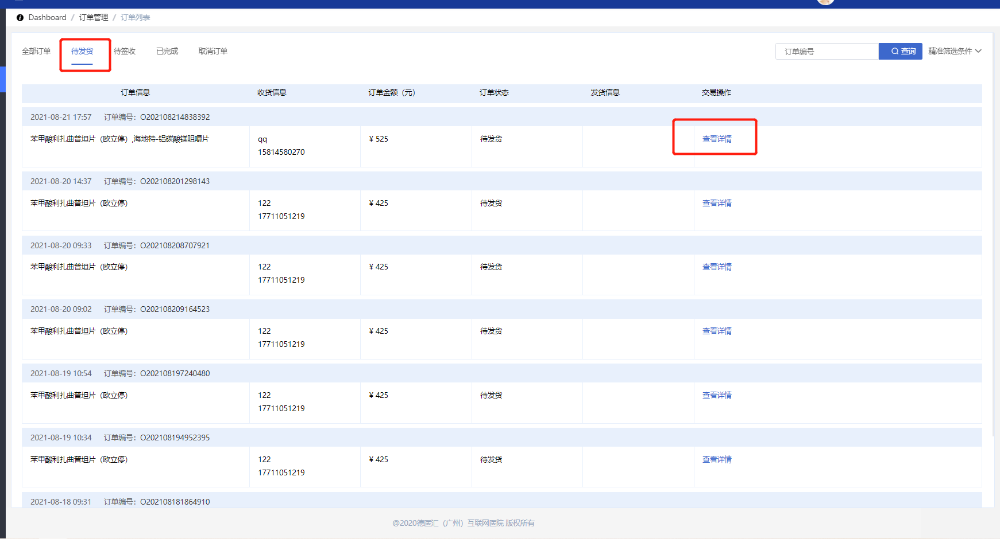 Dashboard / 订单管理 / 订单列表
全部订单 待发货 待签收 已完成 取消订单 订单编号 查询 精准筛选条件
订单信息 收货信息 订单金额（元） 订单状态 发货信息 交易操作
2021-08-21 17:57 订单编号：O202108214838392
苯甲酸利扎曲普坦片（欧立停）,海地特-铝碳酸镁咀嚼片 qq ¥ 525 待发货 查看详情
15814580270
2021-08-20 14:37 订单编号：O202108201298143
苯甲酸利扎曲普坦片（欧立停） 122 ¥ 425 待发货 查看详情
17711051219
2021-08-20 09:33 订单编号：O202108208707921
苯甲酸利扎曲普坦片（欧立停） 122 ¥ 425 待发货 查看详情
17711051219
2021-08-20 09:02 订单编号：O202108209164523
苯甲酸利扎曲普坦片（欧立停） 122 ¥ 425 待发货 查看详情
17711051219
2021-08-19 10:54 订单编号：O202108197240480
苯甲酸利扎曲普坦片（欧立停） 122 ¥ 425 待发货 查看详情
17711051219
2021-08-19 10:34 订单编号：O202108194952395
苯甲酸利扎曲普坦片（欧立停） 122 ¥ 425 待发货 查看详情
17711051219
2021-08-18 09:31 订单编号：O202108181864910
@2020德医汇（广州）互联网医院 版权所有